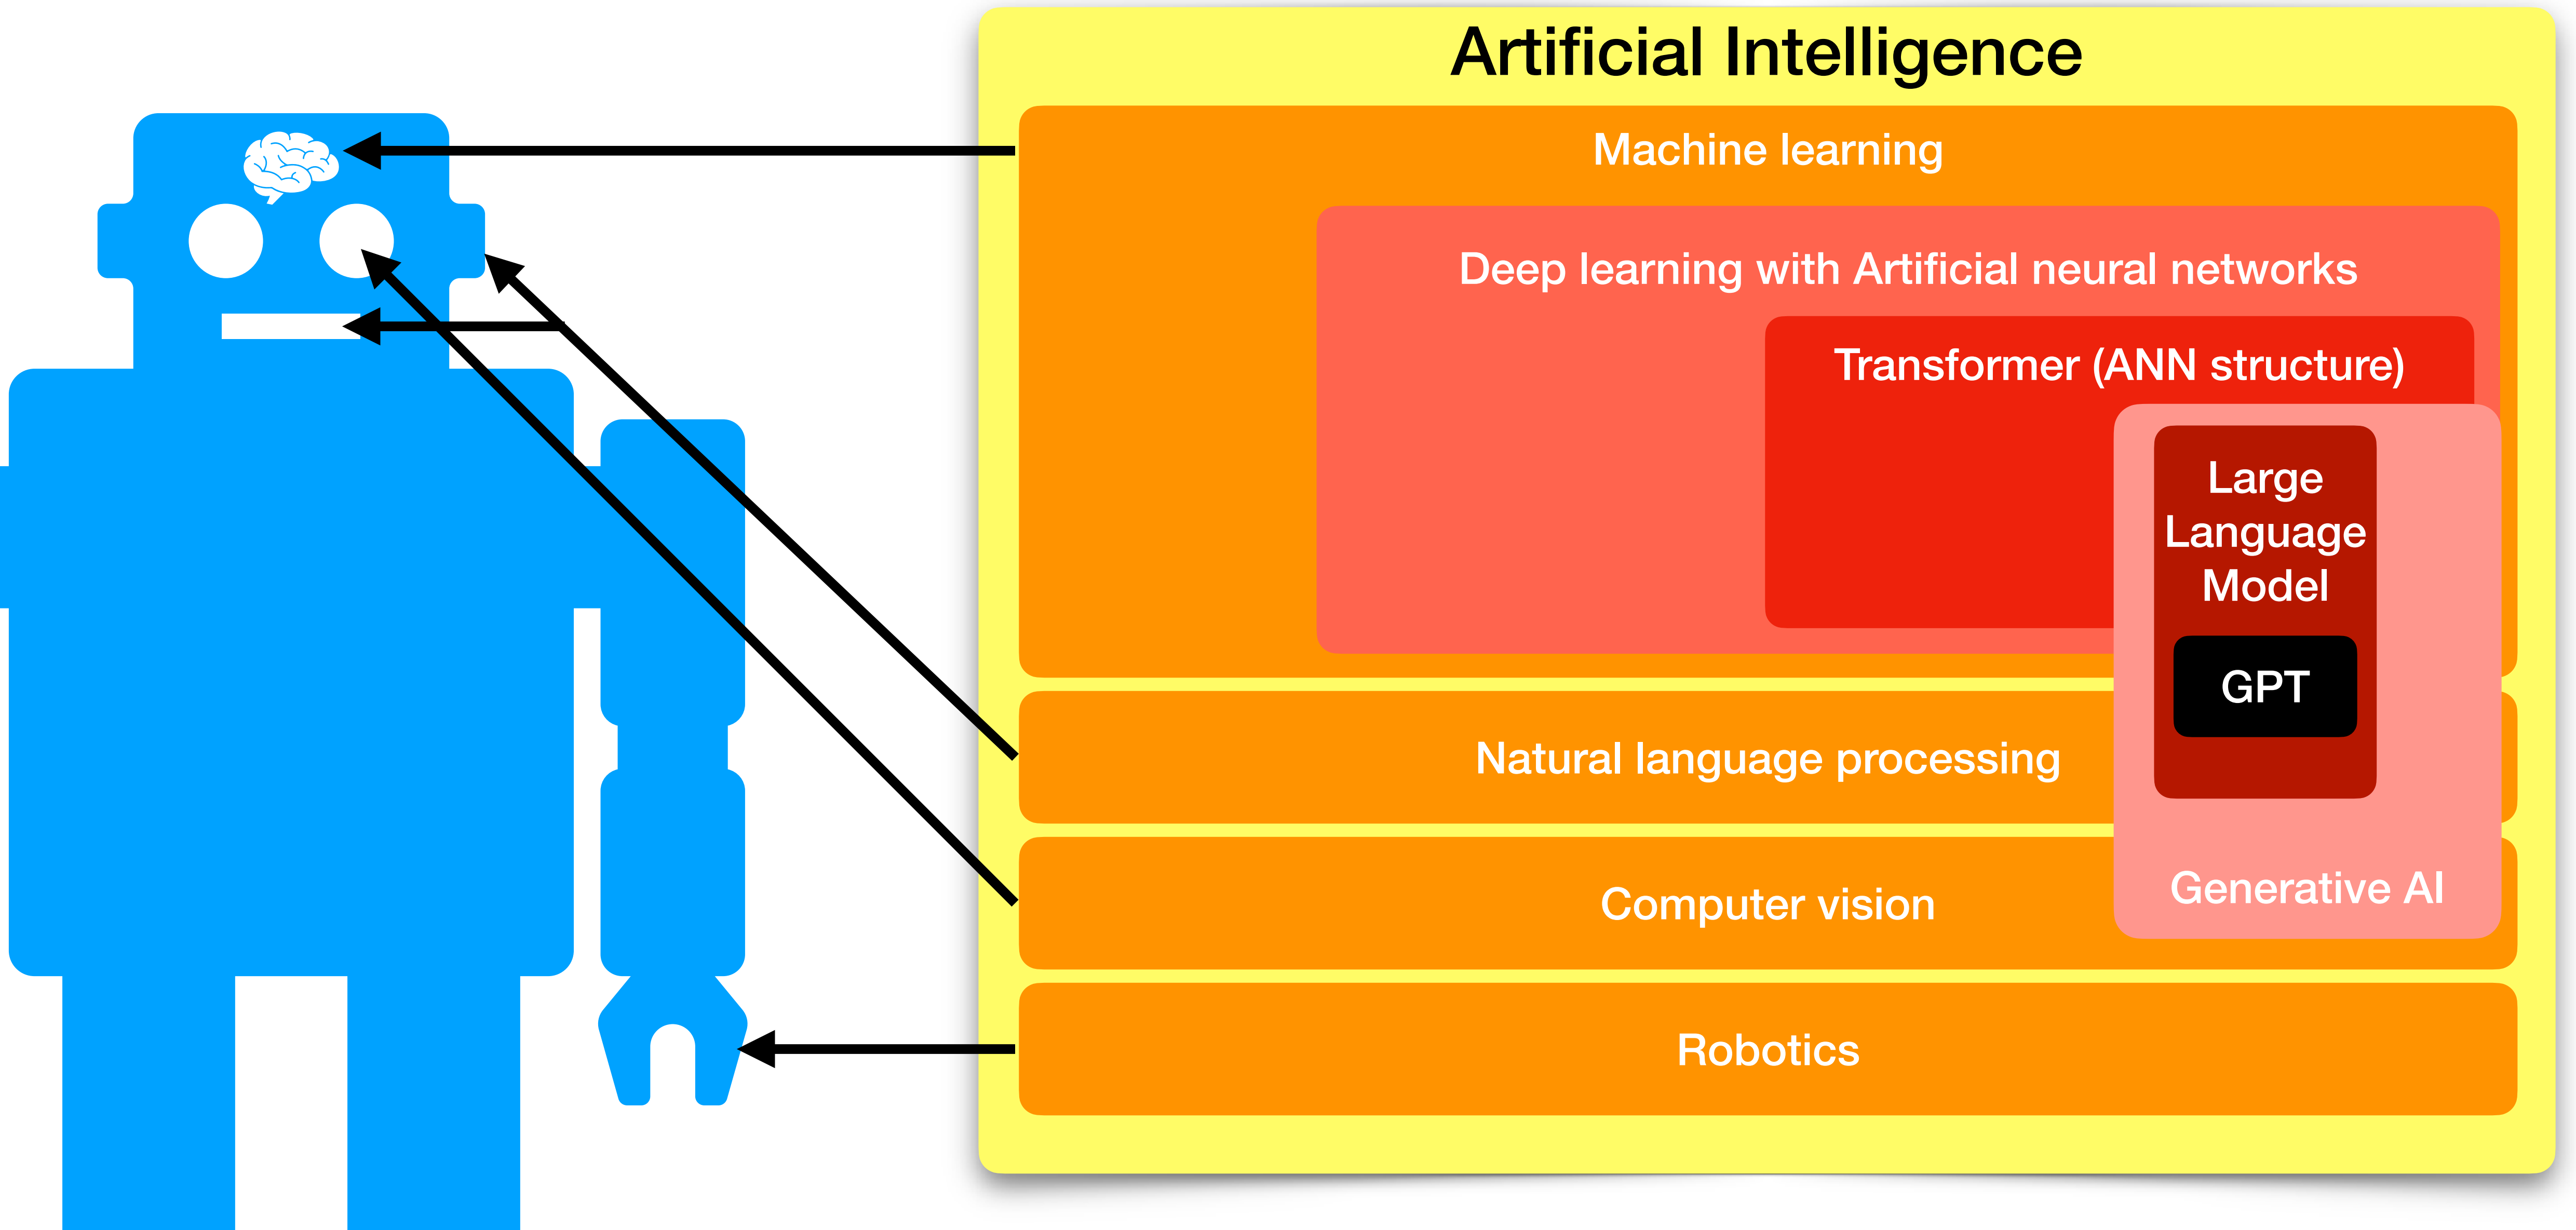 Artificial Intelligence
Machine learning
Deep learning with Artificial neural networks
Transformer (ANN structure)
Large
Language
Model
GPT
Natural language processing
Generative AI
Computer vision
Robotics